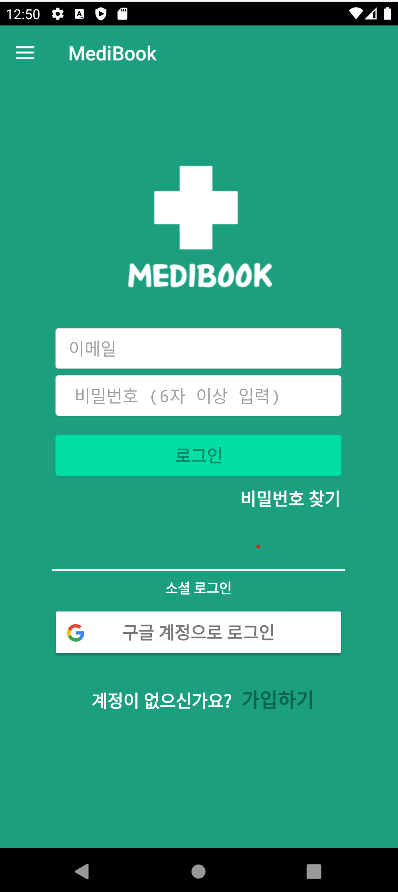 12:50
MediBook
MEDIBOOK
이메일
비밀번호 (6자 이상 입력)
로그인
비밀번호 찾기
소셜 로그인
구글 계정으로 로그인
계정이 없으신가요? 가입하기